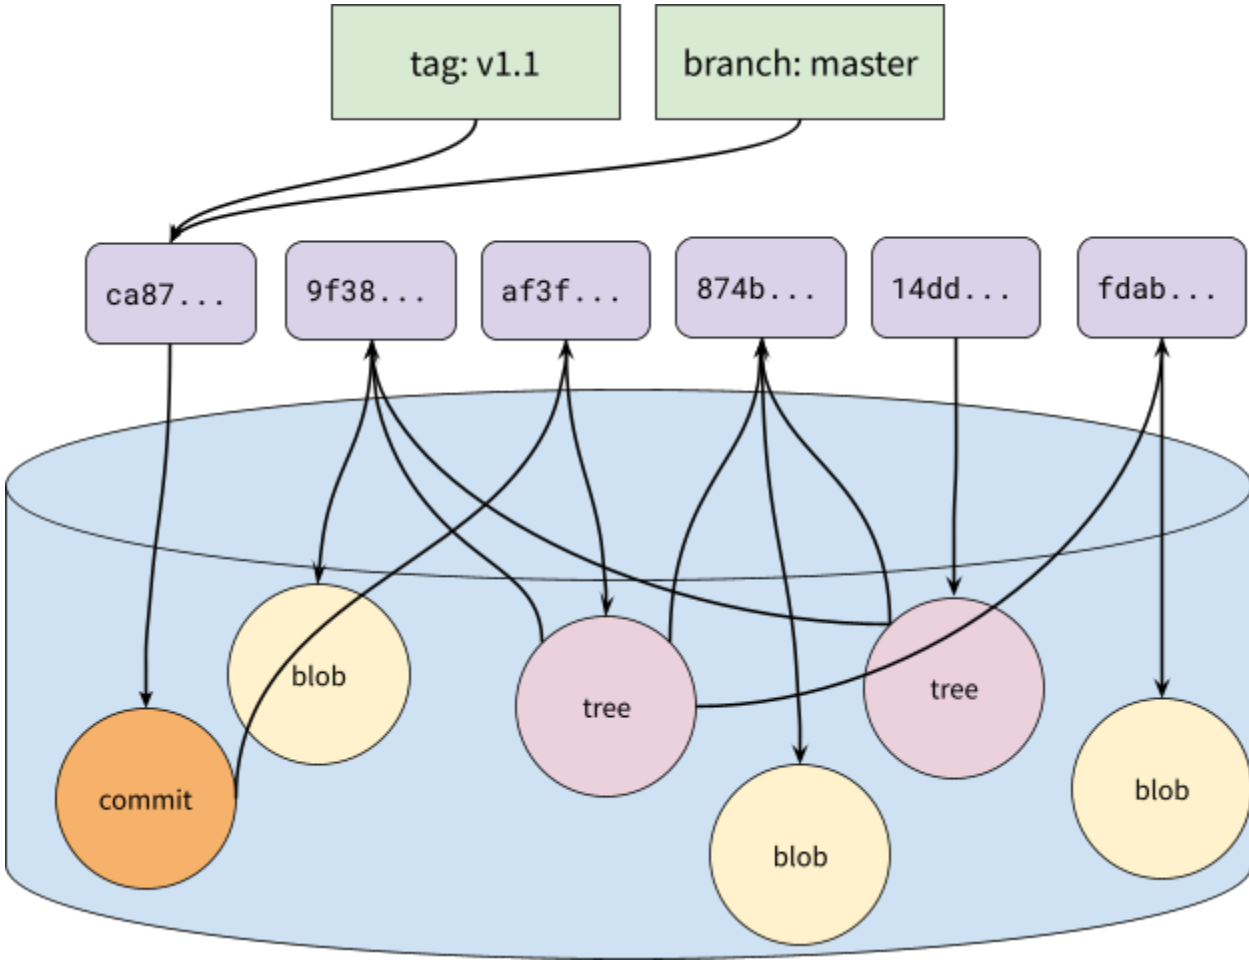 tag: v1.1
branch: master
ca87...
9f38...
af3f...
874b...
14dd...
fdab...
blob
tree
tree
commit
blob
blob